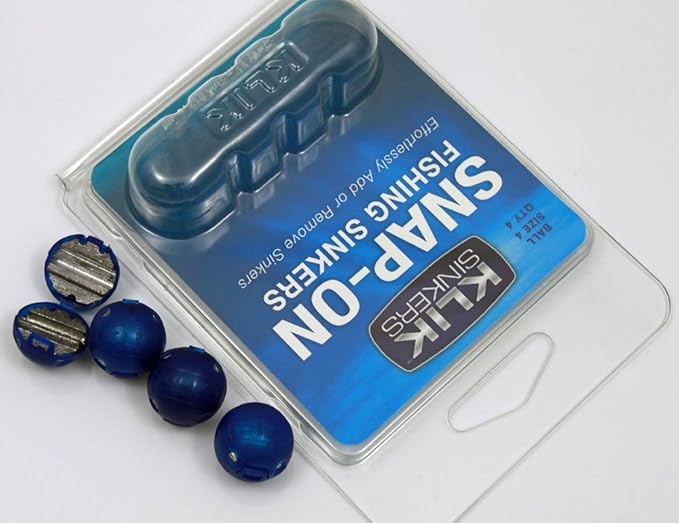 KLIK
SINKERS
BALL
SIZE 4
QTY 4
SNAP-ON
FISHING SINKERS
Effortlessly Add or Remove Sinkers
KLIK